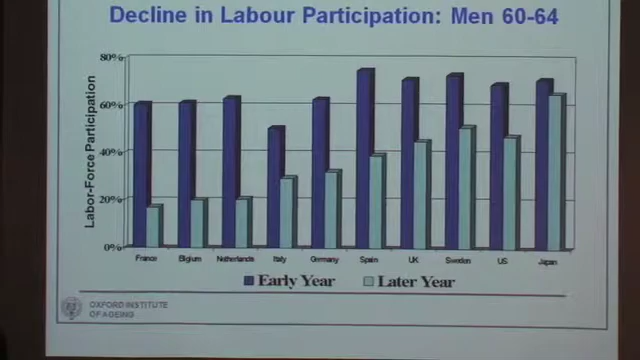 Decline in Labour Participation: Men 60-64
Labor-Force Participation
80%
60%
40%
20%
0%
France
Blgium
Netherlands
Italy
Germany
Spain
UK
Sweden
US
Japan
Early Year
Later Year
OXFORD INSTITUTE
OF AGEING